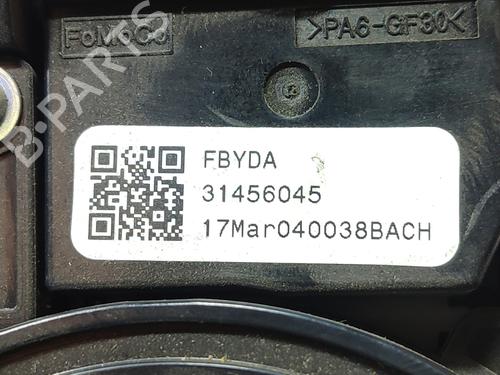 FoMoCo
>PA6-GF30<
B-PARTS
FBYDA
31456045
17Mar040038BACH